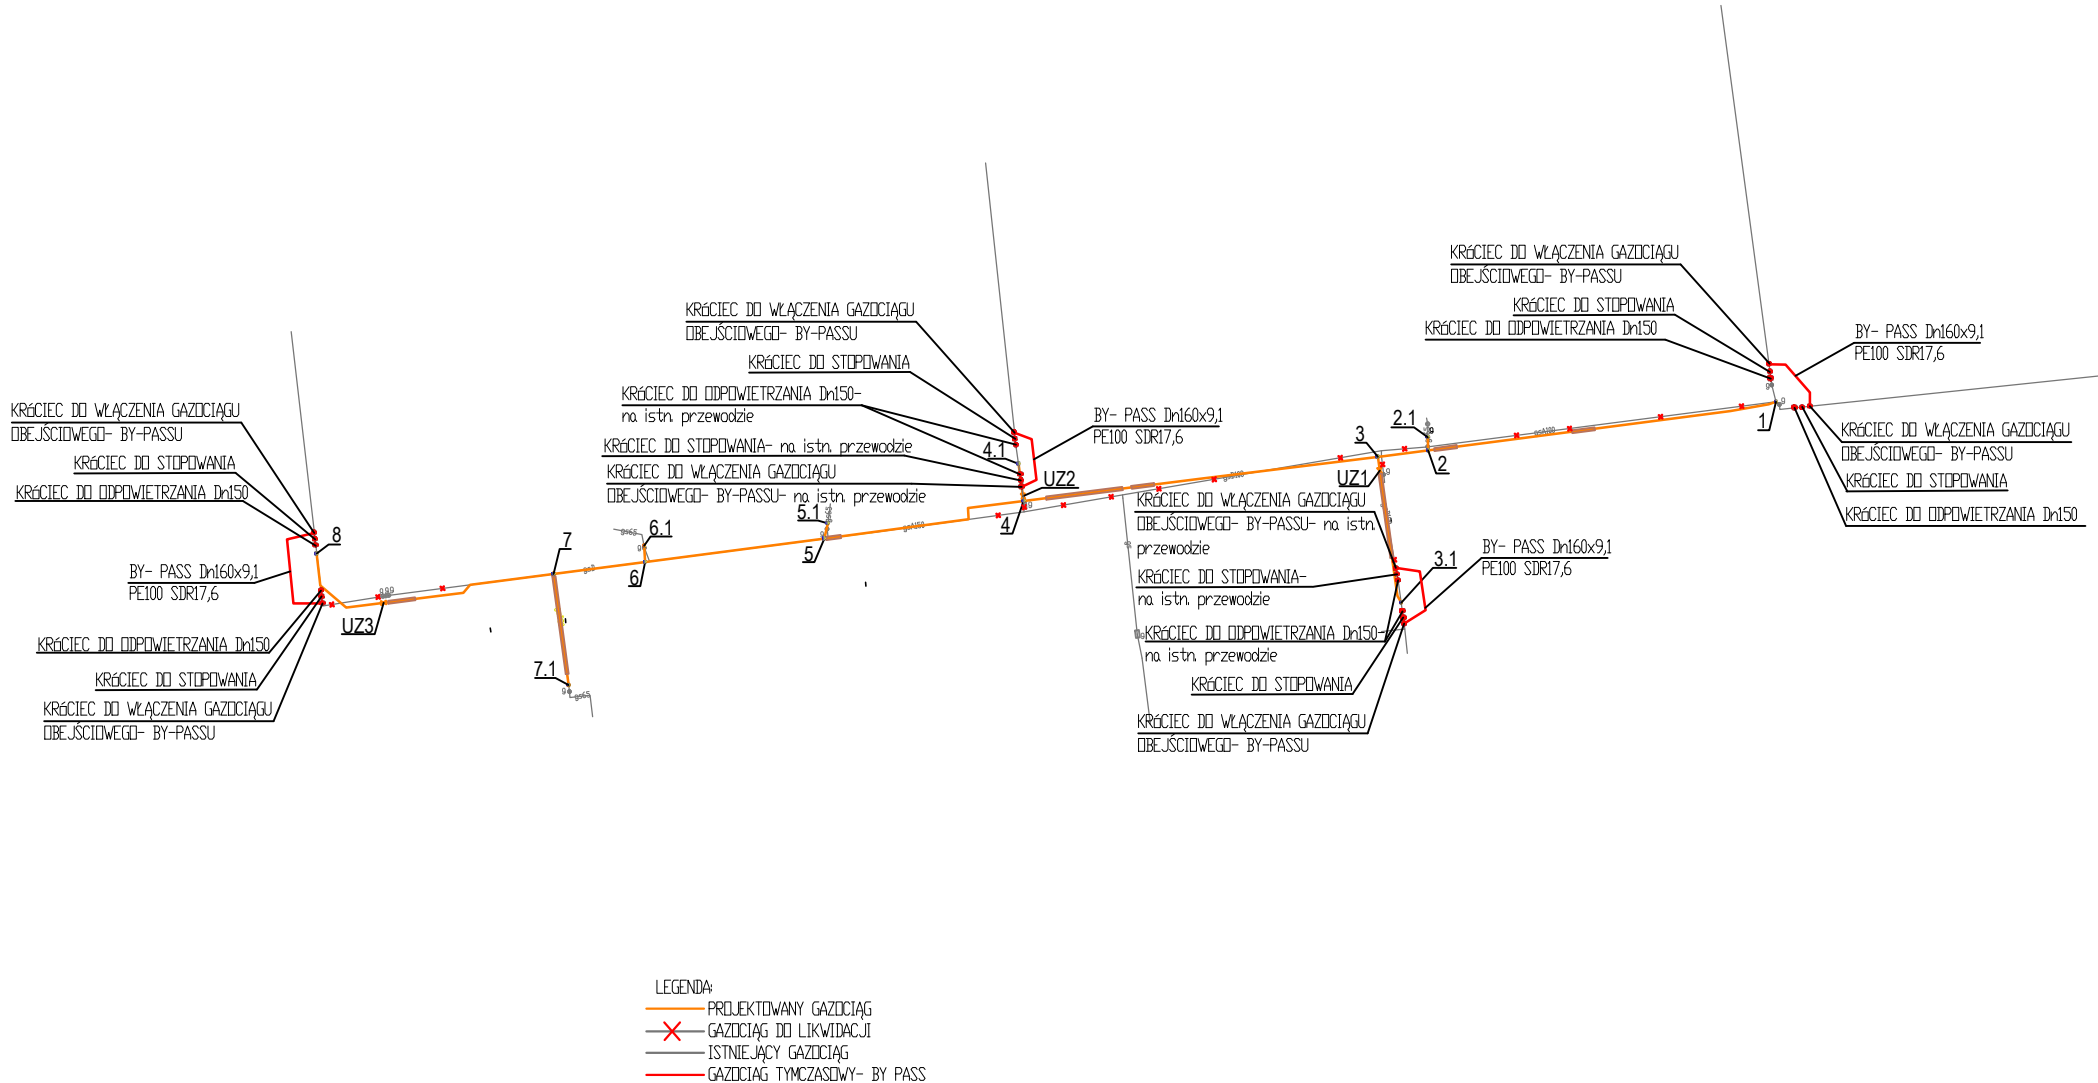 KRÓCIEC DO WŁĄCZENIA GAZOCIĄGU
OBEJŚCIOWEGO- BY-PASSU
KRÓCIEC DO STOPOWANIA
KRÓCIEC DO ODPOWIETRZANIA Dn150
8
BY- PASS Dn160x9,1
PE100 SDR17,6
KRÓCIEC DO ODPOWIETRZANIA Dn150
KRÓCIEC DO STOPOWANIA
KRÓCIEC DO WŁĄCZENIA GAZOCIĄGU
OBEJŚCIOWEGO- BY-PASSU
UZ3
7
7.1
gs65
6.1
gs65
6
5.1
gs65
5
KRÓCIEC DO WŁĄCZENIA GAZOCIĄGU
OBEJŚCIOWEGO- BY-PASSU
KRÓCIEC DO STOPOWANIA
KRÓCIEC DO ODPOWIETRZANIA Dn150-
na istn. przewodzie
KRÓCIEC DO STOPOWANIA- na istn. przewodzie
KRÓCIEC DO WŁĄCZENIA GAZOCIĄGU
OBEJŚCIOWEGO- BY-PASSU- na istn. przewodzie
4.1
UZ2
4
BY- PASS Dn160x9,1
PE100 SDR17,6
3
2.1
UZ1
2
KRÓCIEC DO WŁĄCZENIA GAZOCIĄGU
OBEJŚCIOWEGO- BY-PASSU- na istn.
przewodzie
KRÓCIEC DO STOPOWANIA-
na istn. przewodzie
3.1
BY- PASS Dn160x9,1
PE100 SDR17,6
KRÓCIEC DO ODPOWIETRZANIA Dn150-
na istn. przewodzie
KRÓCIEC DO STOPOWANIA
KRÓCIEC DO WŁĄCZENIA GAZOCIĄGU
OBEJŚCIOWEGO- BY-PASSU
KRÓCIEC DO WŁĄCZENIA GAZOCIĄGU
OBEJŚCIOWEGO- BY-PASSU
KRÓCIEC DO STOPOWANIA
KRÓCIEC DO ODPOWIETRZANIA Dn150
BY- PASS Dn160x9,1
PE100 SDR17,6
1
KRÓCIEC DO WŁĄCZENIA GAZOCIĄGU
OBEJŚCIOWEGO- BY-PASSU
KRÓCIEC DO STOPOWANIA
KRÓCIEC DO ODPOWIETRZANIA Dn150
LEGENDA:
PROJEKTOWANY GAZOCIĄG
GAZOCIĄG DO LIKWIDACJI
ISTNIEJĄCY GAZOCIĄG
GAZOCIĄG TYMCZASOWY- BY PASS